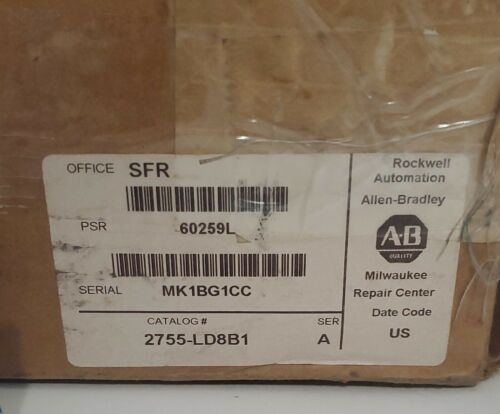 OFFICE SFR
PSR 60259L
SERIAL MK1BG1CC
CATALOG # SER
2755-LD8B1 A
Rockwell
Automation
Allen-Bradley
A-B
QUALITY
Milwaukee
Repair Center
Date Code
US